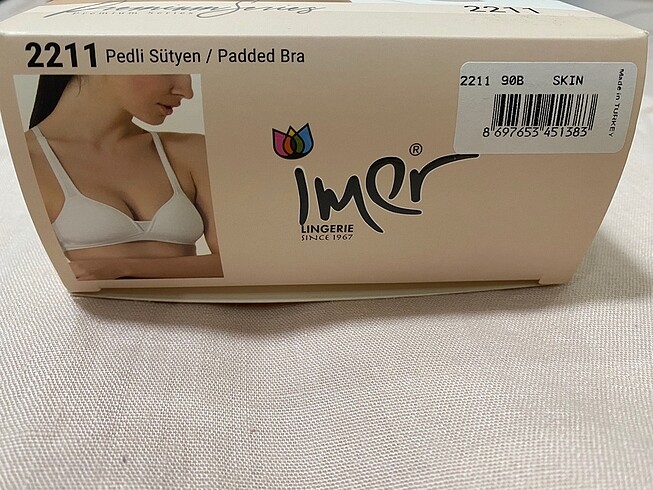 Premium Series
2211
2211 Pedli Sütyen / Padded Bra
2211 90B SKIN
8 697653 451383
Made in TURKEY
Imer®
LINGERIE
SINCE 1967